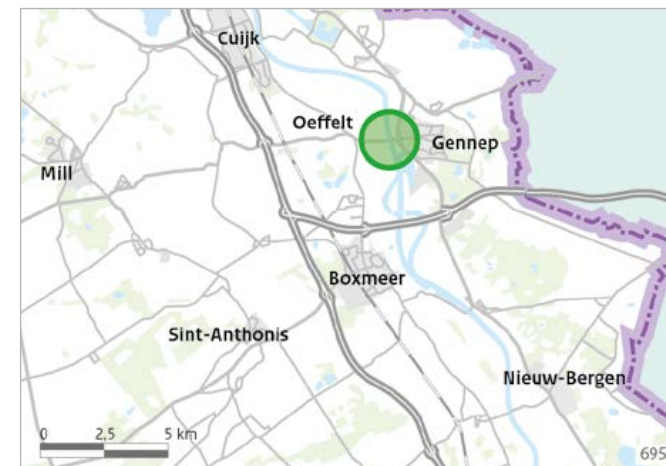 Cuijk
Oeffelt
Gennep
Mill
Boxmeer
Sint-Anthonis
Nieuw-Bergen
0 2,5 5 km
695